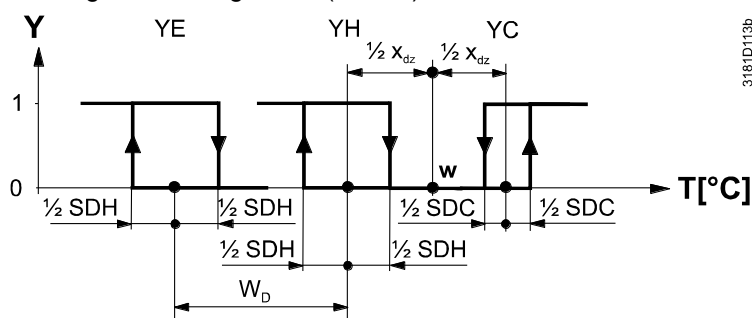 YE YH YC
Y
½ x_dz ½ x_dz
3181D113b
1
w
0
T[°C]
½ SDH ½ SDH ½ SDC ½ SDC
½ SDH ½ SDH
W_D